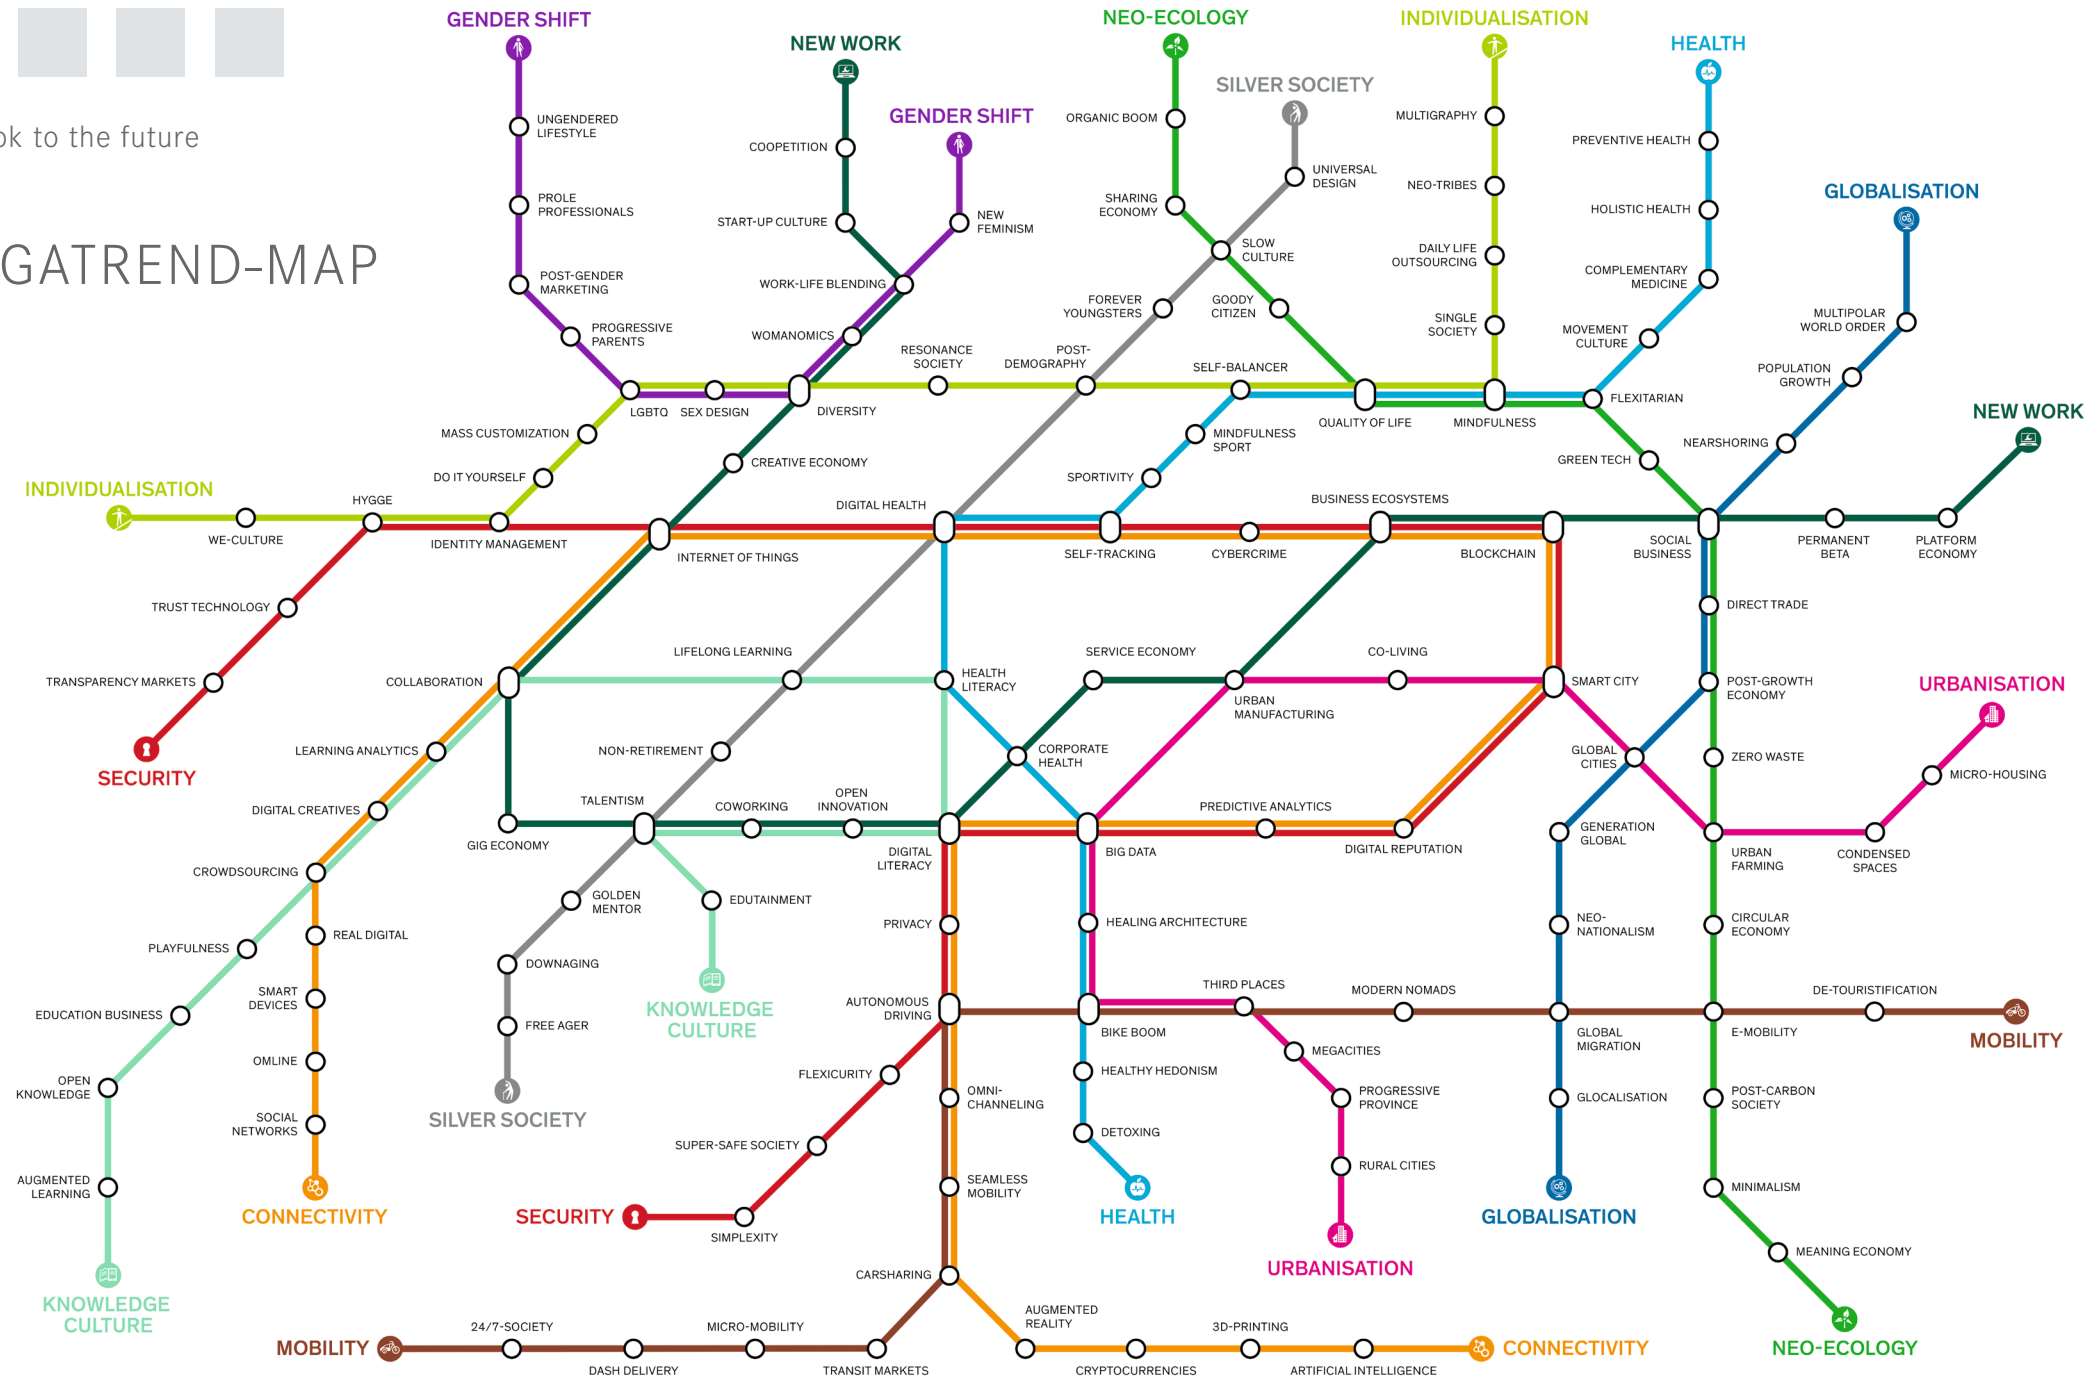 ok to the future
GATREND-MAP
GENDER SHIFT
NEW WORK
GENDER SHIFT
NEO-ECOLOGY
SILVER SOCIETY
INDIVIDUALISATION
HEALTH
GLOBALISATION
UNGENDERED
LIFESTYLE
PROLE
PROFESSIONALS
POST-GENDER
MARKETING
PROGRESSIVE
PARENTS
COOPETITION
START-UP CULTURE
WORK-LIFE BLENDING
WOMANOMICS
NEW
FEMINISM
ORGANIC BOOM
SHARING
ECONOMY
UNIVERSAL
DESIGN
SLOW
CULTURE
FOREVER
YOUNGSTERS
GOODY
CITIZEN
MULTIGRAPHY
NEO-TRIBES
DAILY LIFE
OUTSOURCING
SINGLE
SOCIETY
PREVENTIVE HEALTH
HOLISTIC HEALTH
COMPLEMENTARY
MEDICINE
MOVEMENT
CULTURE
MULTIPOLAR
WORLD ORDER
POPULATION
GROWTH
NEARSHORING
LGBTQ
SEX DESIGN
DIVERSITY
RESONANCE
SOCIETY
POST-
DEMOGRAPHY
SELF-BALANCER
QUALITY OF LIFE
MINDFULNESS
FLEXITARIAN
GREEN TECH
NEW WORK
MASS CUSTOMIZATION
DO IT YOURSELF
CREATIVE ECONOMY
MINDFULNESS
SPORT
SPORTIVITY
INDIVIDUALISATION
WE-CULTURE
HYGGE
IDENTITY MANAGEMENT
INTERNET OF THINGS
DIGITAL HEALTH
SELF-TRACKING
CYBERCRIME
BUSINESS ECOSYSTEMS
BLOCKCHAIN
SOCIAL
BUSINESS
PERMANENT
BETA
PLATFORM
ECONOMY
TRUST TECHNOLOGY
TRANSPARENCY MARKETS
SECURITY
DIRECT TRADE
COLLABORATION
LIFELONG LEARNING
HEALTH
LITERACY
SERVICE ECONOMY
URBAN
MANUFACTURING
CO-LIVING
SMART CITY
POST-GROWTH
ECONOMY
URBANISATION
LEARNING ANALYTICS
NON-RETIREMENT
CORPORATE
HEALTH
GLOBAL
CITIES
ZERO WASTE
MICRO-HOUSING
DIGITAL CREATIVES
GIG ECONOMY
TALENTISM
COWORKING
OPEN
INNOVATION
DIGITAL
LITERACY
BIG DATA
PREDICTIVE ANALYTICS
DIGITAL REPUTATION
GENERATION
GLOBAL
URBAN
FARMING
CONDENSED
SPACES
CROWDSOURCING
GOLDEN
MENTOR
EDUTAINMENT
PRIVACY
HEALING ARCHITECTURE
NEO-
NATIONALISM
CIRCULAR
ECONOMY
PLAYFULNESS
REAL DIGITAL
DOWNAGING
KNOWLEDGE
CULTURE
EDUCATION BUSINESS
SMART
DEVICES
FREE AGER
AUTONOMOUS
DRIVING
BIKE BOOM
THIRD PLACES
MODERN NOMADS
GLOBAL
MIGRATION
E-MOBILITY
DE-TOURISTIFICATION
MOBILITY
OPEN
KNOWLEDGE
OMLINE
SILVER SOCIETY
FLEXICURITY
HEALTHY HEDONISM
MEGACITIES
SOCIAL
NETWORKS
OMNI-
CHANNELING
PROGRESSIVE
PROVINCE
GLOCALISATION
POST-CARBON
SOCIETY
SUPER-SAFE SOCIETY
DETOXING
RURAL CITIES
AUGMENTED
LEARNING
CONNECTIVITY
SECURITY
SIMPLEXITY
SEAMLESS
MOBILITY
HEALTH
URBANISATION
GLOBALISATION
MINIMALISM
MEANING ECONOMY
CARSHARING
KNOWLEDGE
CULTURE
MOBILITY
24/7-SOCIETY
DASH DELIVERY
MICRO-MOBILITY
TRANSIT MARKETS
AUGMENTED
REALITY
CRYPTOCURRENCIES
3D-PRINTING
ARTIFICIAL INTELLIGENCE
CONNECTIVITY
NEO-ECOLOGY